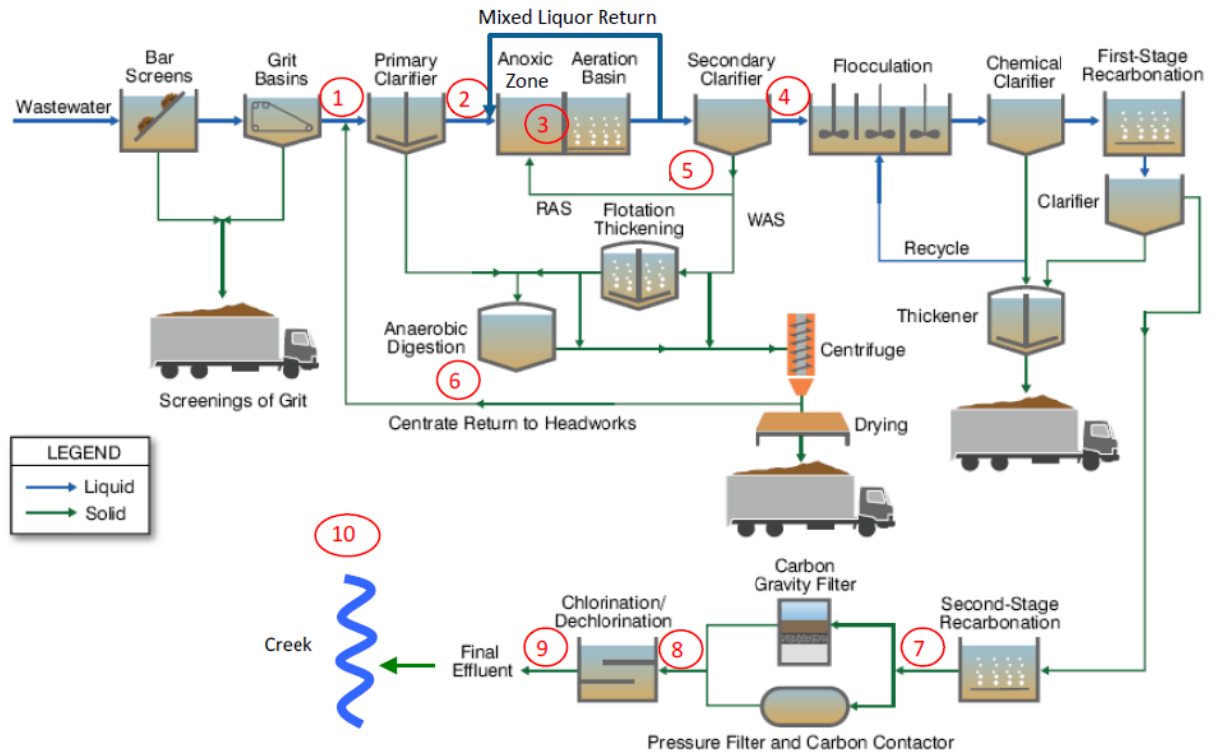 Mixed Liquor Return
Bar
Screens
Grit
Basins
Primary
Clarifier
Anoxic
Zone
Aeration
Basin
Secondary
Clarifier
Flocculation
Chemical
Clarifier
First-Stage
Recarbonation
Wastewater
1
2
3
4
5
RAS
WAS
Flotation
Thickening
Clarifier
Recycle
Thickener
Anaerobic
Digestion
Centrifuge
6
Screenings of Grit
Centrate Return to Headworks
Drying
LEGEND
Liquid
Solid
10
Creek
Final
Effluent
9
Chlorination/
Dechlorination
8
Carbon
Gravity Filter
7
Second-Stage
Recarbonation
Pressure Filter and Carbon Contactor